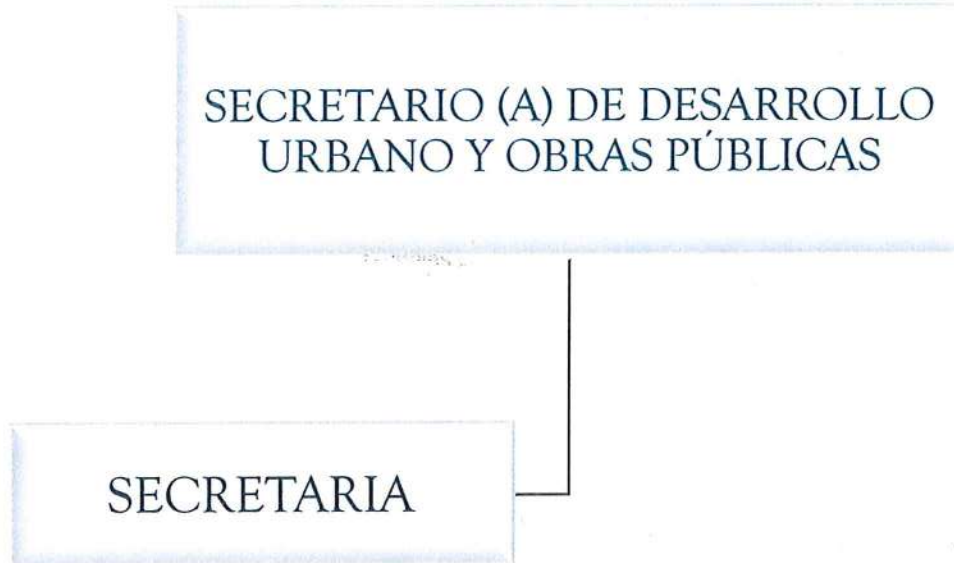 SECRETARIO (A) DE DESARROLLO
URBANO Y OBRAS PÚBLICAS
SECRETARIA